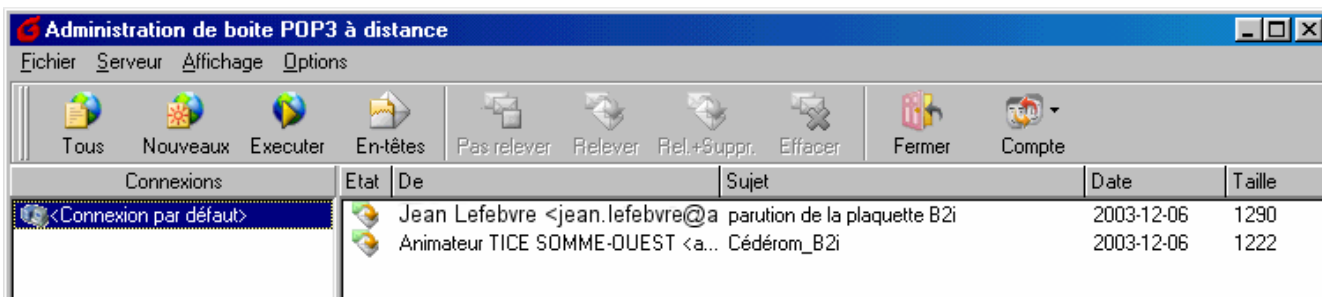 Administration de boite POP3 à distance
Fichier Serveur Affichage Options
Tous Nouveaux Executer En-têtes Pas relever Relever Rel.+Suppr. Effacer Fermer Compte
Connexions Etat De Sujet Date Taille
<Connexion par défaut> Jean Lefebvre <jean.lefebvre@a parution de la plaquette B2i 2003-12-06 1290
Animateur TICE SOMME-OUEST <a... Cédérom_B2i 2003-12-06 1222